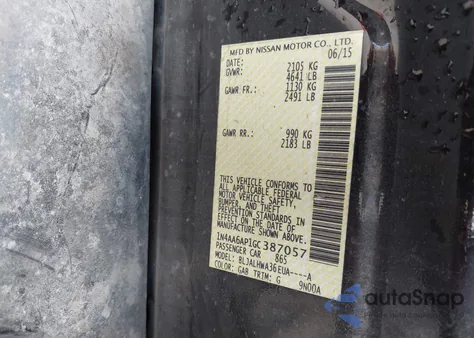 MFD BY NISSAN MOTOR CO., LTD.
DATE: 06/15
GVWR: 2105 KG
4641 LB
GAWR FR.: 1130 KG
2491 LB
GAWR RR.: 990 KG
2183 LB
THIS VEHICLE CONFORMS TO
ALL APPLICABLE FEDERAL
MOTOR VEHICLE SAFETY,
BUMPER, AND THEFT
PREVENTION STANDARDS IN
EFFECT ON THE DATE OF
MANUFACTURE SHOWN ABOVE.
1N4AA6AP1GC387057
PASSENGER CAR 865
MODEL: BLJALHWA36EUA----A
COLOR: GAB TRIM: G 9N00A
autoSnap